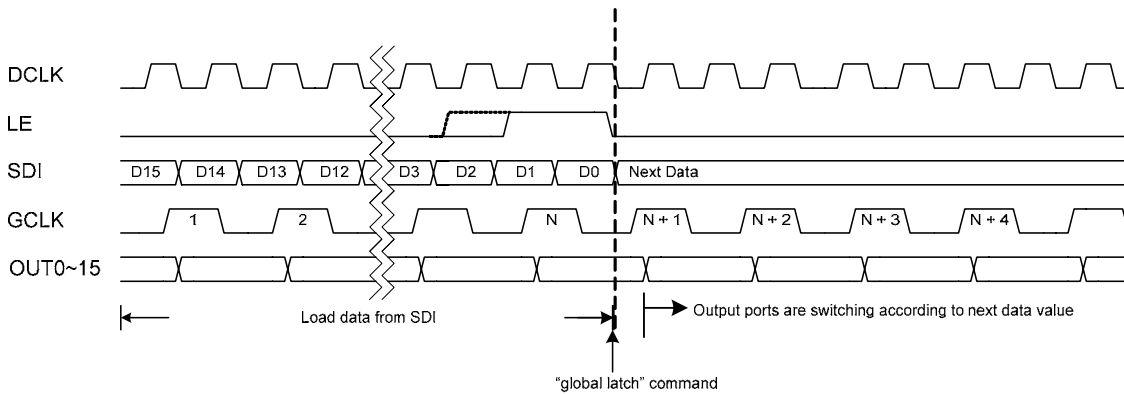 DCLK
LE
SDI D15 D14 D13 D12 D3 D2 D1 D0 Next Data
GCLK 1 2 N N + 1 N + 2 N + 3 N + 4
OUT0~15
Load data from SDI
Output ports are switching according to next data value
“global latch” command